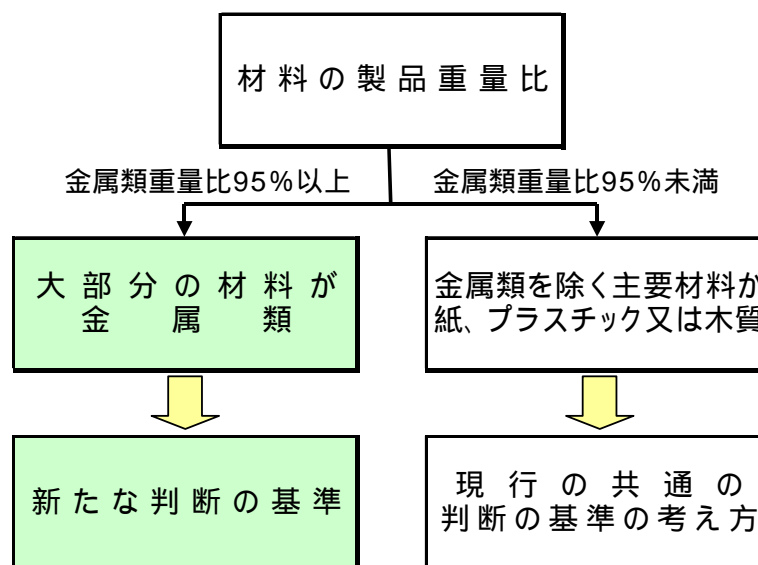 材料の製品重量比
金属類重量比95%以上
金属類重量比95%未満
大部分の材料が
金属類
金属類を除く主要材料が
紙、プラスチック又は木質
新たな判断の基準
現行の共通の
判断の基準の考え方